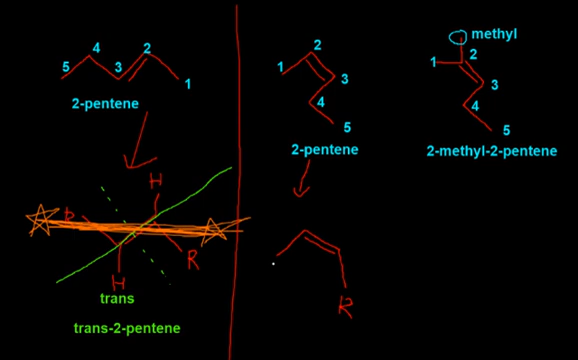 methyl
4
2
5
3
1
2-pentene
2
1
3
4
5
2-pentene
2
1
3
4
5
2-methyl-2-pentene
H
R
R
H
trans
trans-2-pentene
R